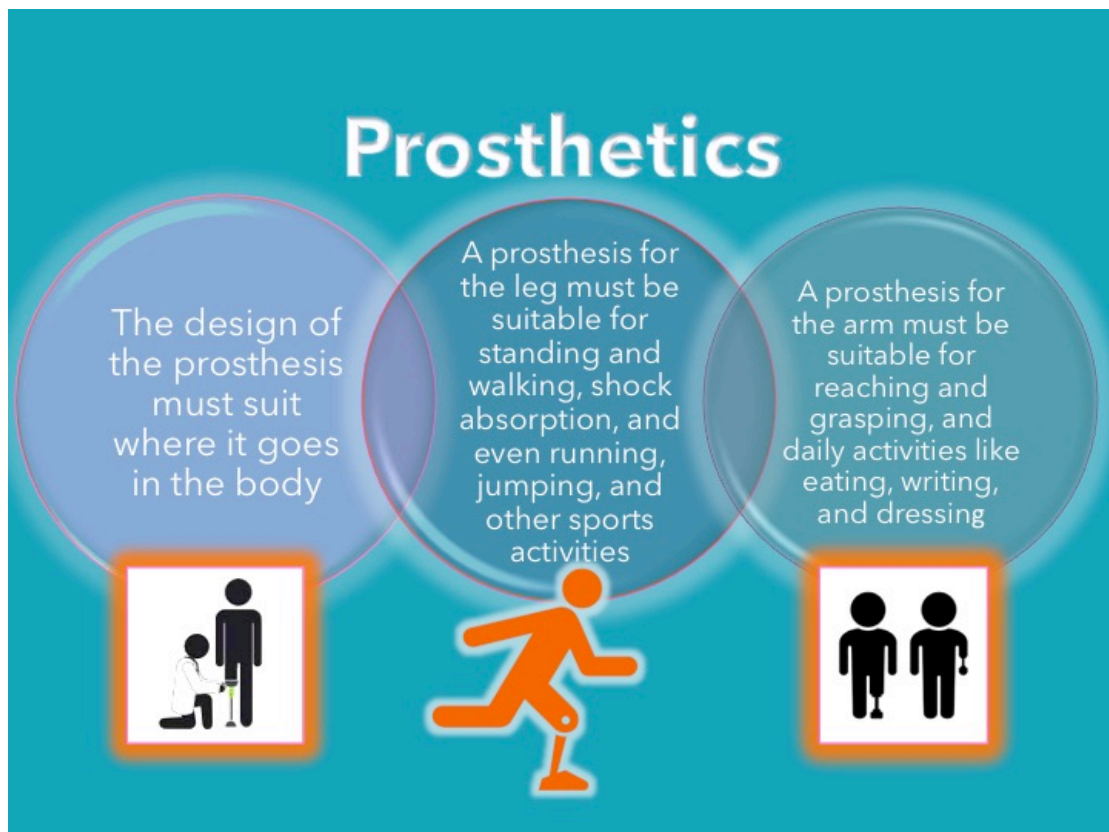 Prosthetics
The design of
the prosthesis
must suit
where it goes
in the body
A prosthesis for
the leg must be
suitable for
standing and
walking, shock
absorption, and
even running,
jumping, and
other sports
activities
A prosthesis for
the arm must be
suitable for
reaching and
grasping, and
daily activities like
eating, writing,
and dressing